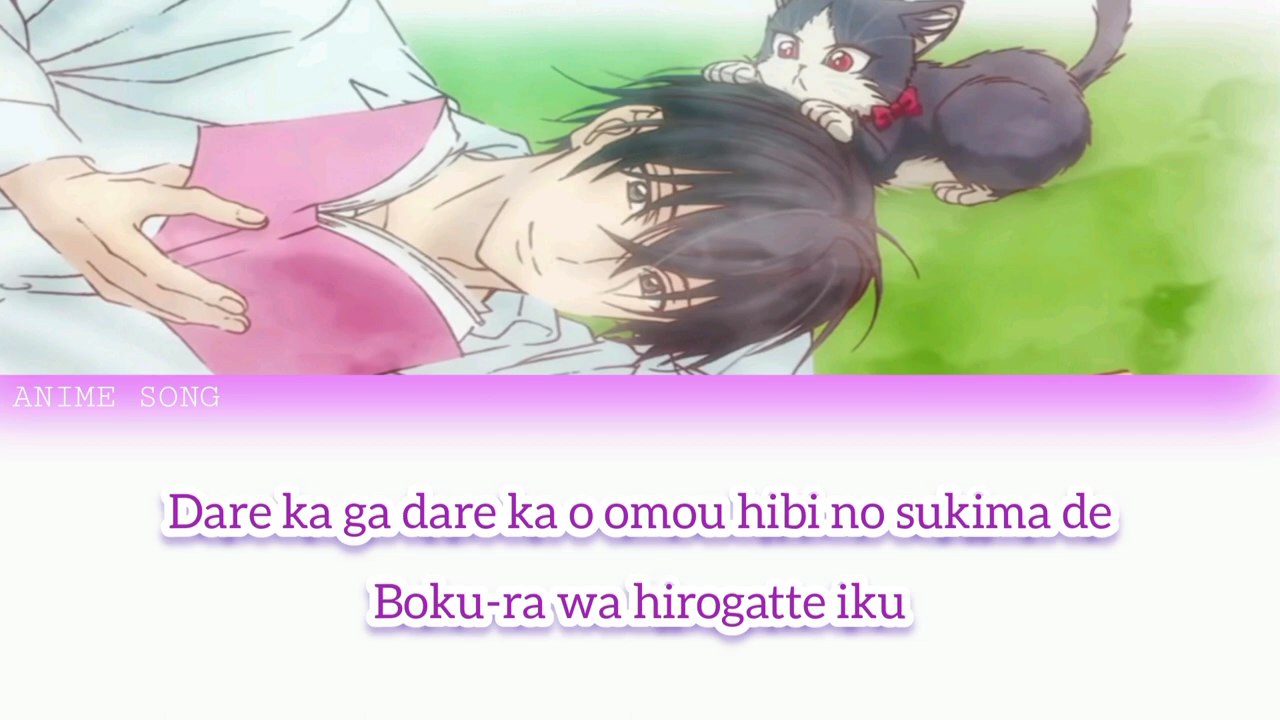 ANIME SONG
Dare ka ga dare ka o omou hibi no sukima de
Boku-ra wa hirogatte iku